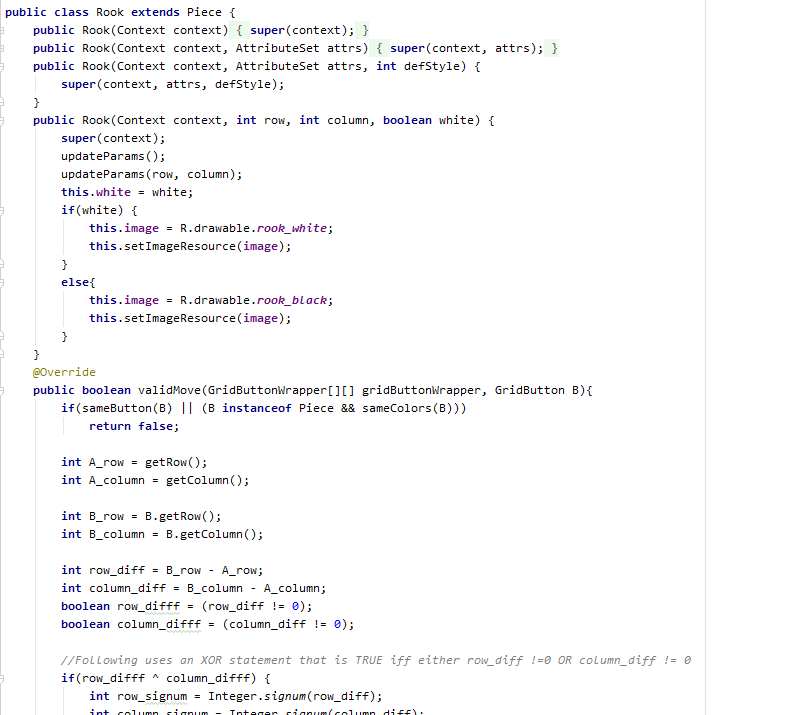 public class Rook extends Piece {
    public Rook(Context context) { super(context); }
    public Rook(Context context, AttributeSet attrs) { super(context, attrs); }
    public Rook(Context context, AttributeSet attrs, int defStyle) {
        super(context, attrs, defStyle);
    }
    public Rook(Context context, int row, int column, boolean white) {
        super(context);
        updateParams();
        updateParams(row, column);
        this.white = white;
        if(white) {
            this.image = R.drawable.rook_white;
            this.setImageResource(image);
        }
        else{
            this.image = R.drawable.rook_black;
            this.setImageResource(image);
        }
    }
    @Override
    public boolean validMove(GridButtonWrapper[][] gridButtonWrapper, GridButton B){
        if(sameButton(B) || (B instanceof Piece && sameColors(B)))
            return false;

        int A_row = getRow();
        int A_column = getColumn();

        int B_row = B.getRow();
        int B_column = B.getColumn();

        int row_diff = B_row - A_row;
        int column_diff = B_column - A_column;
        boolean row_difff = (row_diff != 0);
        boolean column_difff = (column_diff != 0);

        //Following uses an XOR statement that is TRUE iff either row_diff !=0 OR column_diff != 0
        if(row_difff ^ column_difff) {
            int row_signum = Integer.signum(row_diff);
            int column_signum = Integer.signum(column_diff);